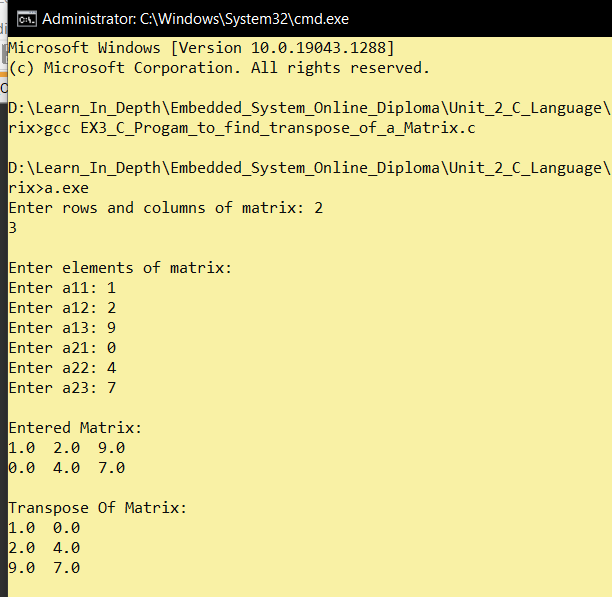 Administrator: C:\Windows\System32\cmd.exe
Microsoft Windows [Version 10.0.19043.1288]
(c) Microsoft Corporation. All rights reserved.
D:\Learn_In_Depth\Embedded_System_Online_Diploma\Unit_2_C_Language\
rix>gcc EX3_C_Progam_to_find_transpose_of_a_Matrix.c
D:\Learn_In_Depth\Embedded_System_Online_Diploma\Unit_2_C_Language\
rix>a.exe
Enter rows and columns of matrix: 2
3
Enter elements of matrix:
Enter a11: 1
Enter a12: 2
Enter a13: 9
Enter a21: 0
Enter a22: 4
Enter a23: 7
Entered Matrix:
1.0  2.0  9.0
0.0  4.0  7.0
Transpose Of Matrix:
1.0  0.0
2.0  4.0
9.0  7.0